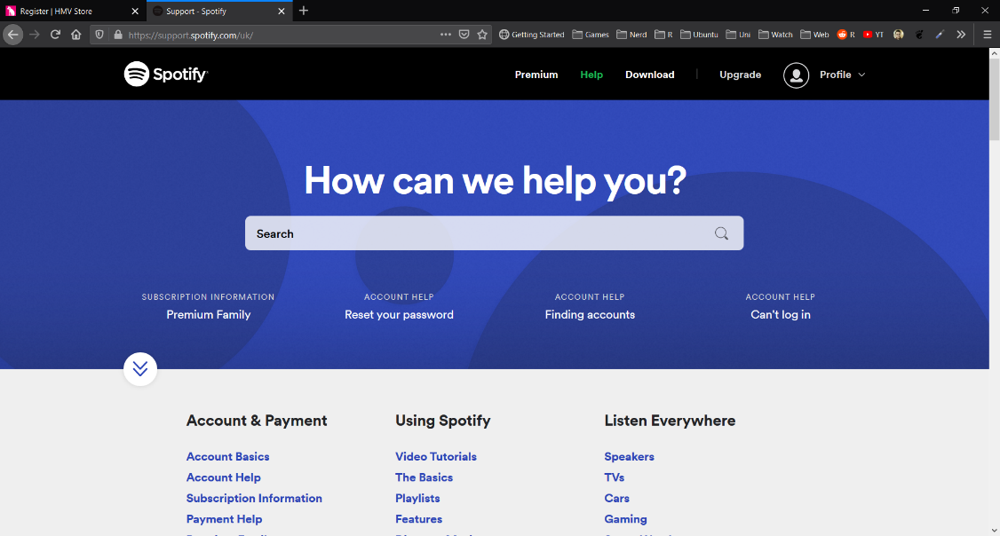 Register | HMV Store
Support - Spotify
https://support.spotify.com/uk/
Getting Started
Games
Nerd
R
Ubuntu
Uni
Watch
Web
R
YT
Spotify
Premium
Help
Download
Upgrade
Profile
How can we help you?
Search
SUBSCRIPTION INFORMATION
Premium Family
ACCOUNT HELP
Reset your password
ACCOUNT HELP
Finding accounts
ACCOUNT HELP
Can't log in
Account & Payment
Account Basics
Account Help
Subscription Information
Payment Help
Using Spotify
Video Tutorials
The Basics
Playlists
Features
Listen Everywhere
Speakers
TVs
Cars
Gaming